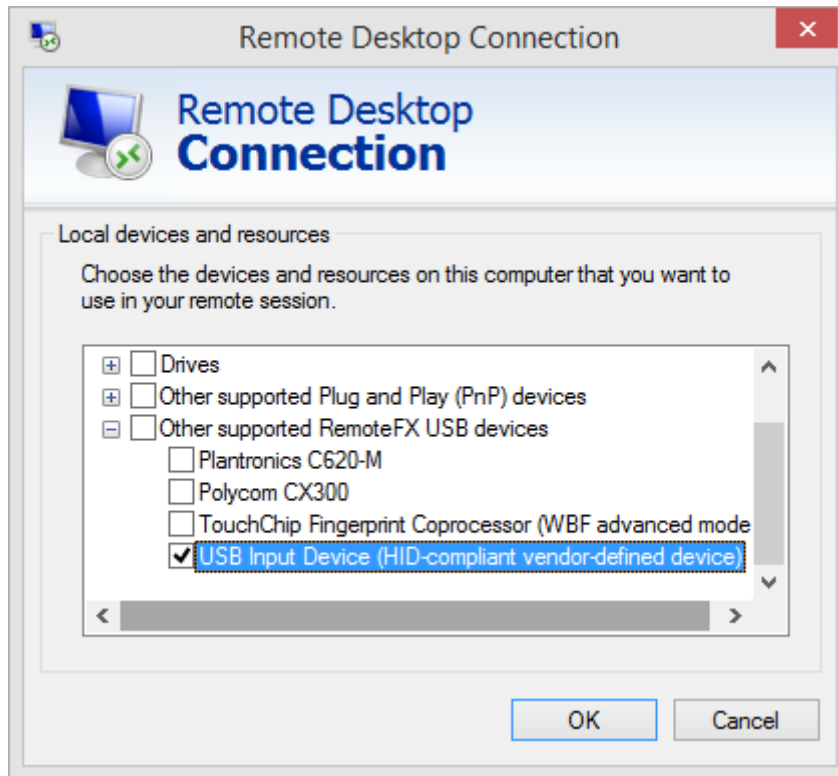 Remote Desktop Connection
Remote Desktop
Connection
Local devices and resources
Choose the devices and resources on this computer that you want to
use in your remote session.
Drives
Other supported Plug and Play (PnP) devices
Other supported RemoteFX USB devices
Plantronics C620-M
Polycom CX300
TouchChip Fingerprint Coprocessor (WBF advanced mode
USB Input Device (HID-compliant vendor-defined device)
OK Cancel